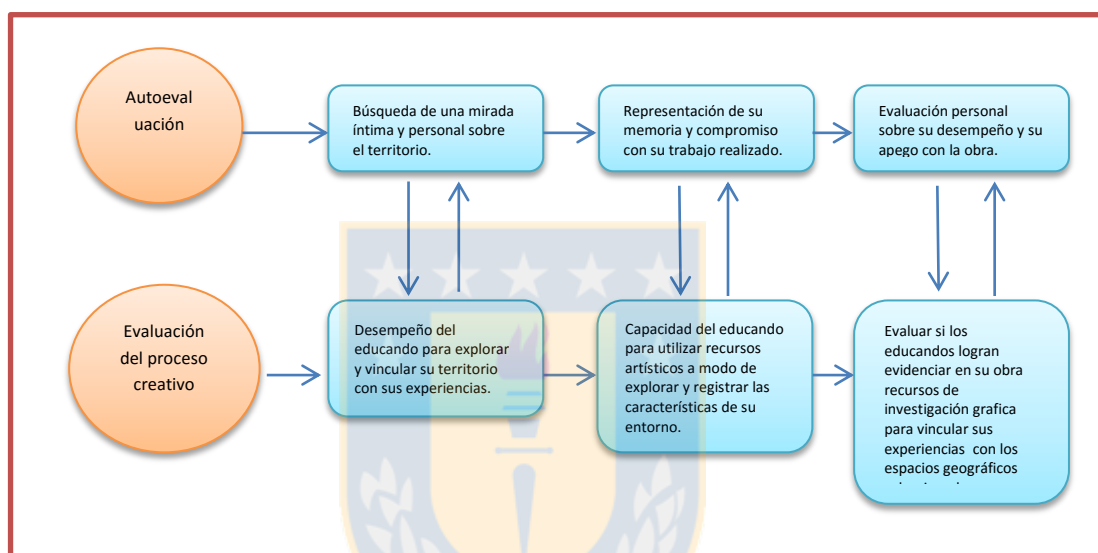 Autoeval
uación
Búsqueda de una mirada
íntima y personal sobre
el territorio.
Representación de su
memoria y compromiso
con su trabajo realizado.
Evaluación personal
sobre su desempeño y su
apego con la obra.
Evaluación
del proceso
creativo
Desempeño del
educando para explorar
y vincular su territorio
con sus experiencias.
Capacidad del educando
para utilizar recursos
artísticos a modo de
explorar y registrar las
características de su
entorno.
Evaluar si los
educandos logran
evidenciar en su obra
recursos de
investigación grafica
para vincular sus
experiencias con los
espacios geográficos